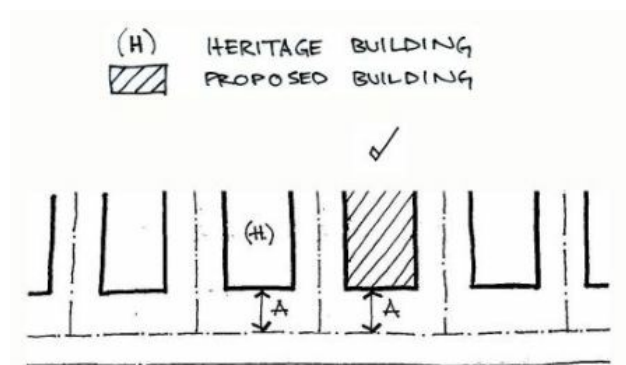 (H) HERITAGE BUILDING
PROPOSED BUILDING
(H)
A A